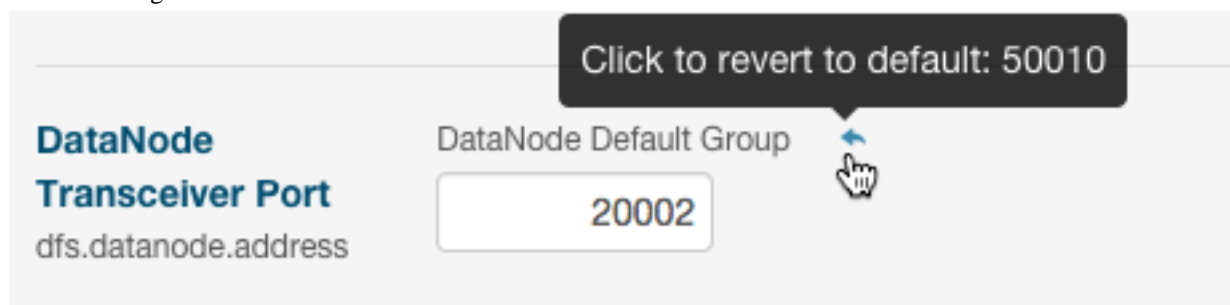 Click to revert to default: 50010
DataNode
Transceiver Port
dfs.datanode.address
DataNode Default Group
20002